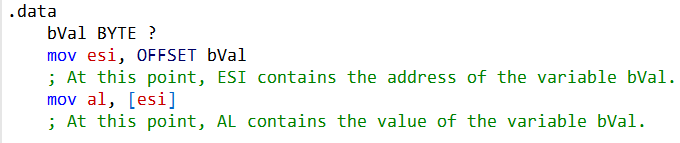 .data
bVal BYTE ?
mov esi, OFFSET bVal
; At this point, ESI contains the address of the variable bVal.
mov al, [esi]
; At this point, AL contains the value of the variable bVal.